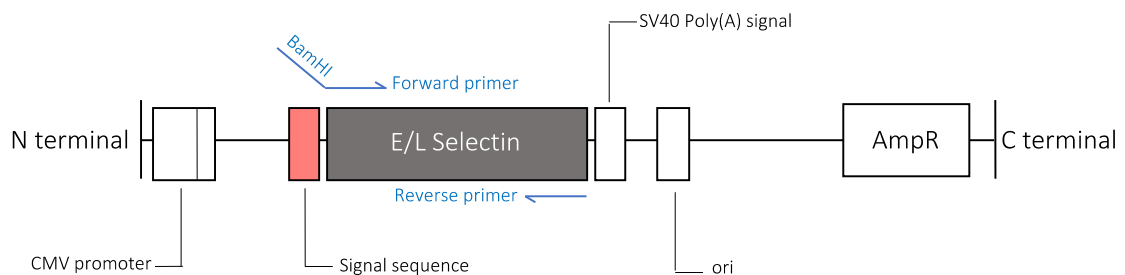 SV40 Poly(A) signal
BamHI
Forward primer
N terminal
E/L Selectin
AmpR
C terminal
Reverse primer
CMV promoter
Signal sequence
ori